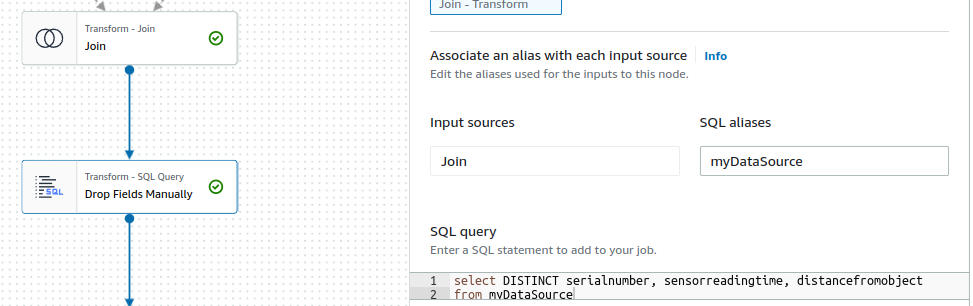 Transform - Join
Join
Transform - SQL Query
SQL
Drop Fields Manually
Join - Transform
Associate an alias with each input source
Info
Edit the aliases used for the inputs to this node.
Input sources
SQL aliases
Join
myDataSource
SQL query
Enter a SQL statement to add to your job.
1 select DISTINCT serialnumber, sensorreadingtime, distancefromobject
2 from myDataSource